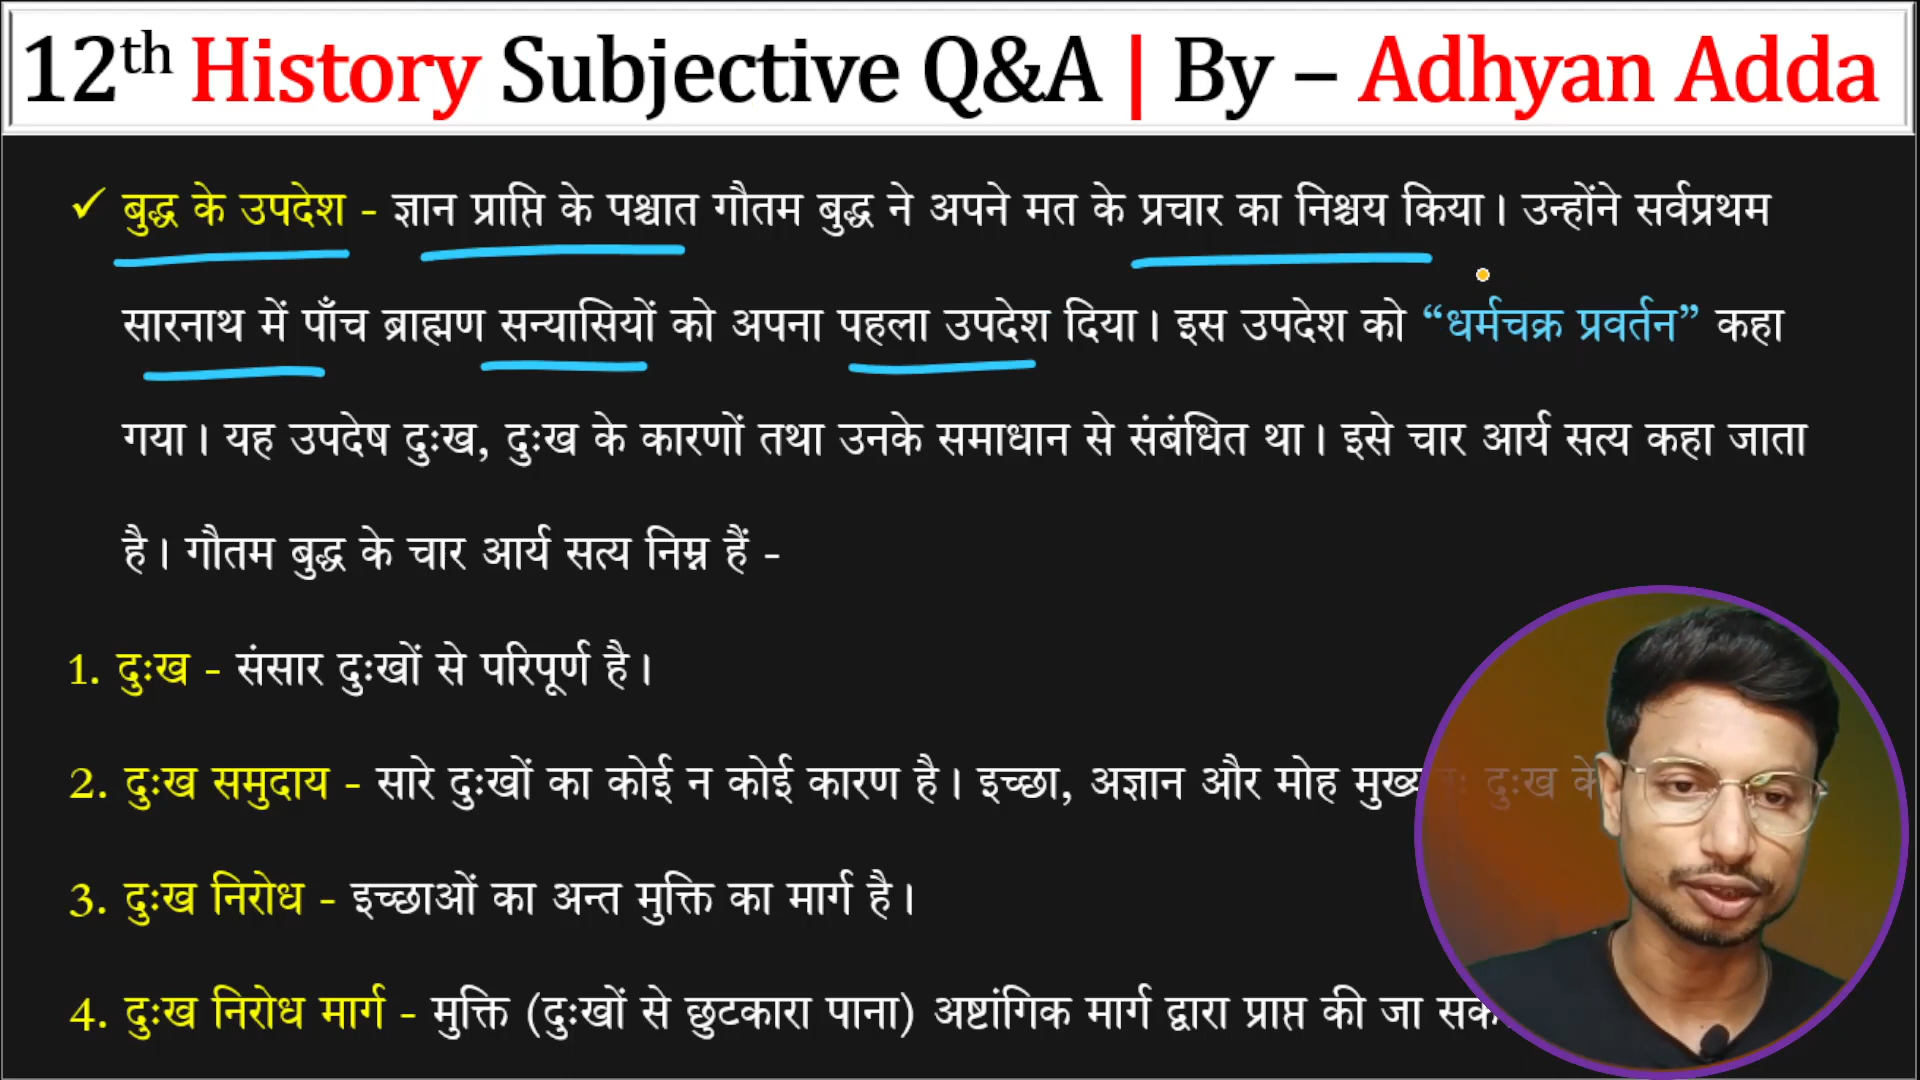 12th History Subjective Q&A | By – Adhyan Adda
✓ बुद्ध के उपदेश - ज्ञान प्राप्ति के पश्चात गौतम बुद्ध ने अपने मत के प्रचार का निश्चय किया। उन्होंने सर्वप्रथम
सारनाथ में पाँच ब्राह्मण सन्यासियों को अपना पहला उपदेश दिया। इस उपदेश को “धर्मचक्र प्रवर्तन” कहा
गया। यह उपदेष दुःख, दुःख के कारणों तथा उनके समाधान से संबंधित था। इसे चार आर्य सत्य कहा जाता
है। गौतम बुद्ध के चार आर्य सत्य निम्न हैं -
1. दुःख - संसार दुःखों से परिपूर्ण है।
2. दुःख समुदाय - सारे दुःखों का कोई न कोई कारण है। इच्छा, अज्ञान और मोह दुःख के
3. दुःख निरोध - इच्छाओं का अन्त मुक्ति का मार्ग है।
4. दुःख निरोध मार्ग - मुक्ति (दुःखों से छुटकारा पाना) अष्टांगिक मार्ग द्वारा प्राप्त की जा